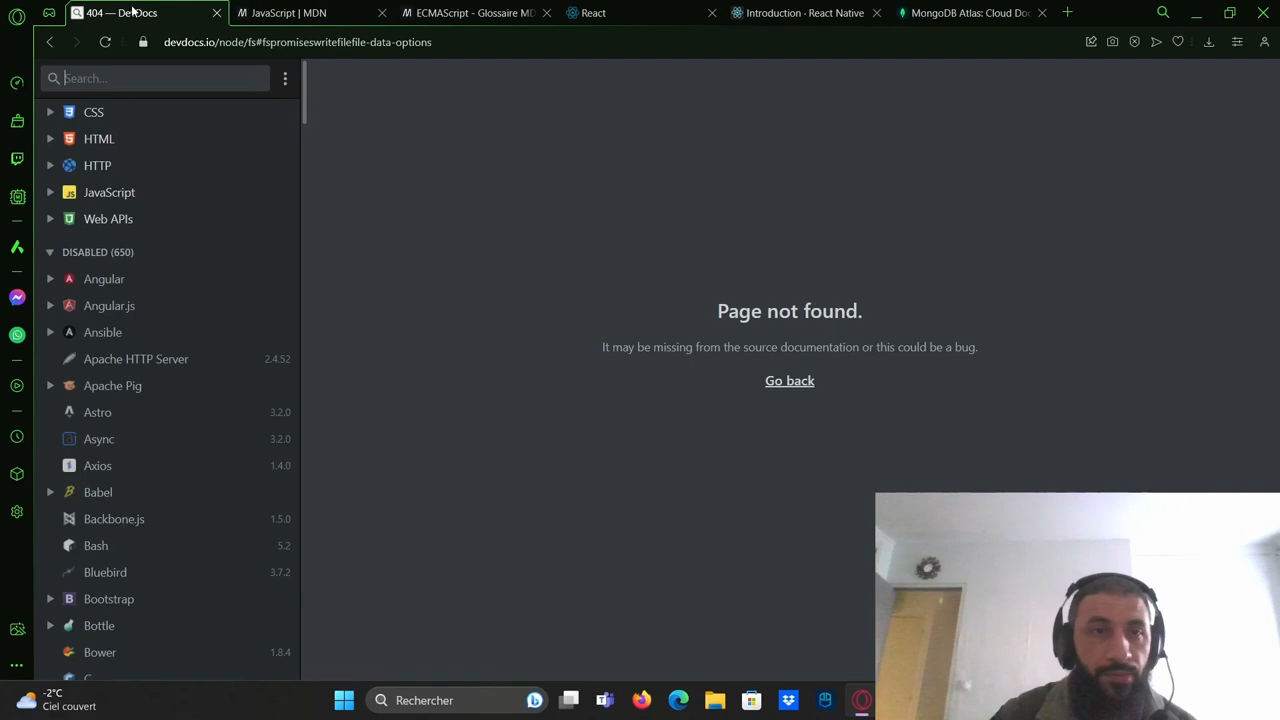 404 — DevDocs
JavaScript | MDN
ECMAScript - Glossaire MD
React
Introduction · React Native
MongoDB Atlas: Cloud Doc
devdocs.io/node/fs#fspromiseswritefilefile-data-options
Search...
CSS
HTML
HTTP
JavaScript
Web APIs
DISABLED (650)
Angular
Angular.js
Ansible
Apache HTTP Server 2.4.52
Apache Pig
Astro 3.2.0
Async 3.2.0
Axios 1.4.0
Babel
Backbone.js 1.5.0
Bash 5.2
Bluebird 3.7.2
Bootstrap
Bottle
Bower 1.8.4
Page not found.
It may be missing from the source documentation or this could be a bug.
Go back
-2°C
Ciel couvert
Rechercher